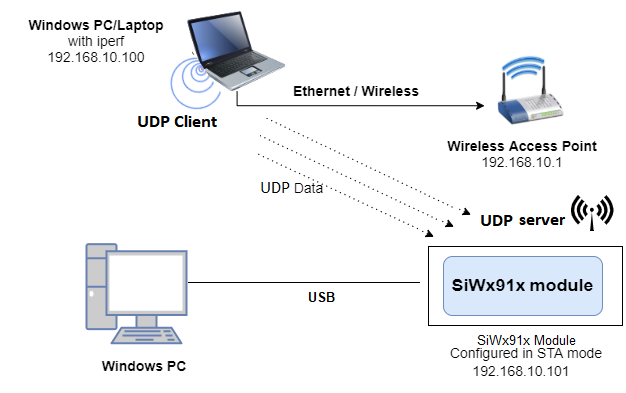 Windows PC/Laptop
with iperf
192.168.10.100
UDP Client
Ethernet / Wireless
Wireless Access Point
192.168.10.1
UDP Data
UDP server
SiWx91x module
USB
SiWx91x Module
Configured in STA mode
192.168.10.101
Windows PC